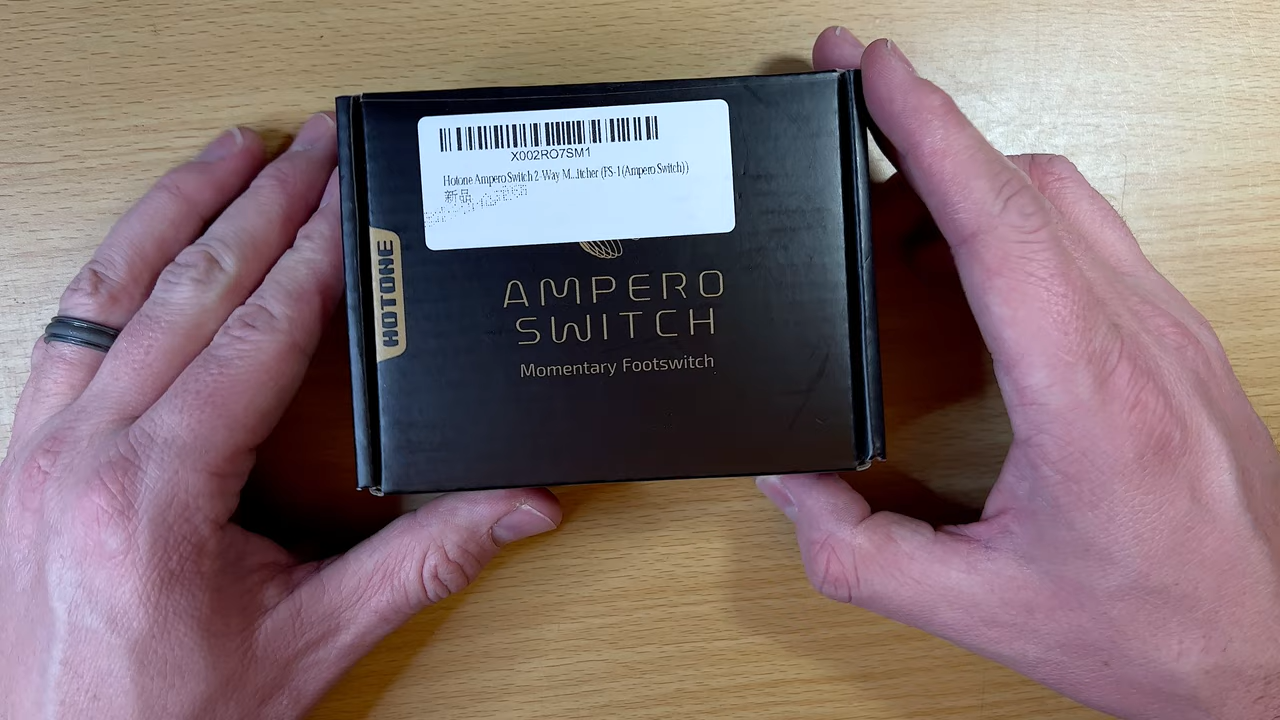 X002RO7SM1
Hotone Ampero Switch 2-Way M...itcher (FS-1(Ampero Switch))
新品
HOTONE
AMPERO
SWITCH
Momentary Footswitch